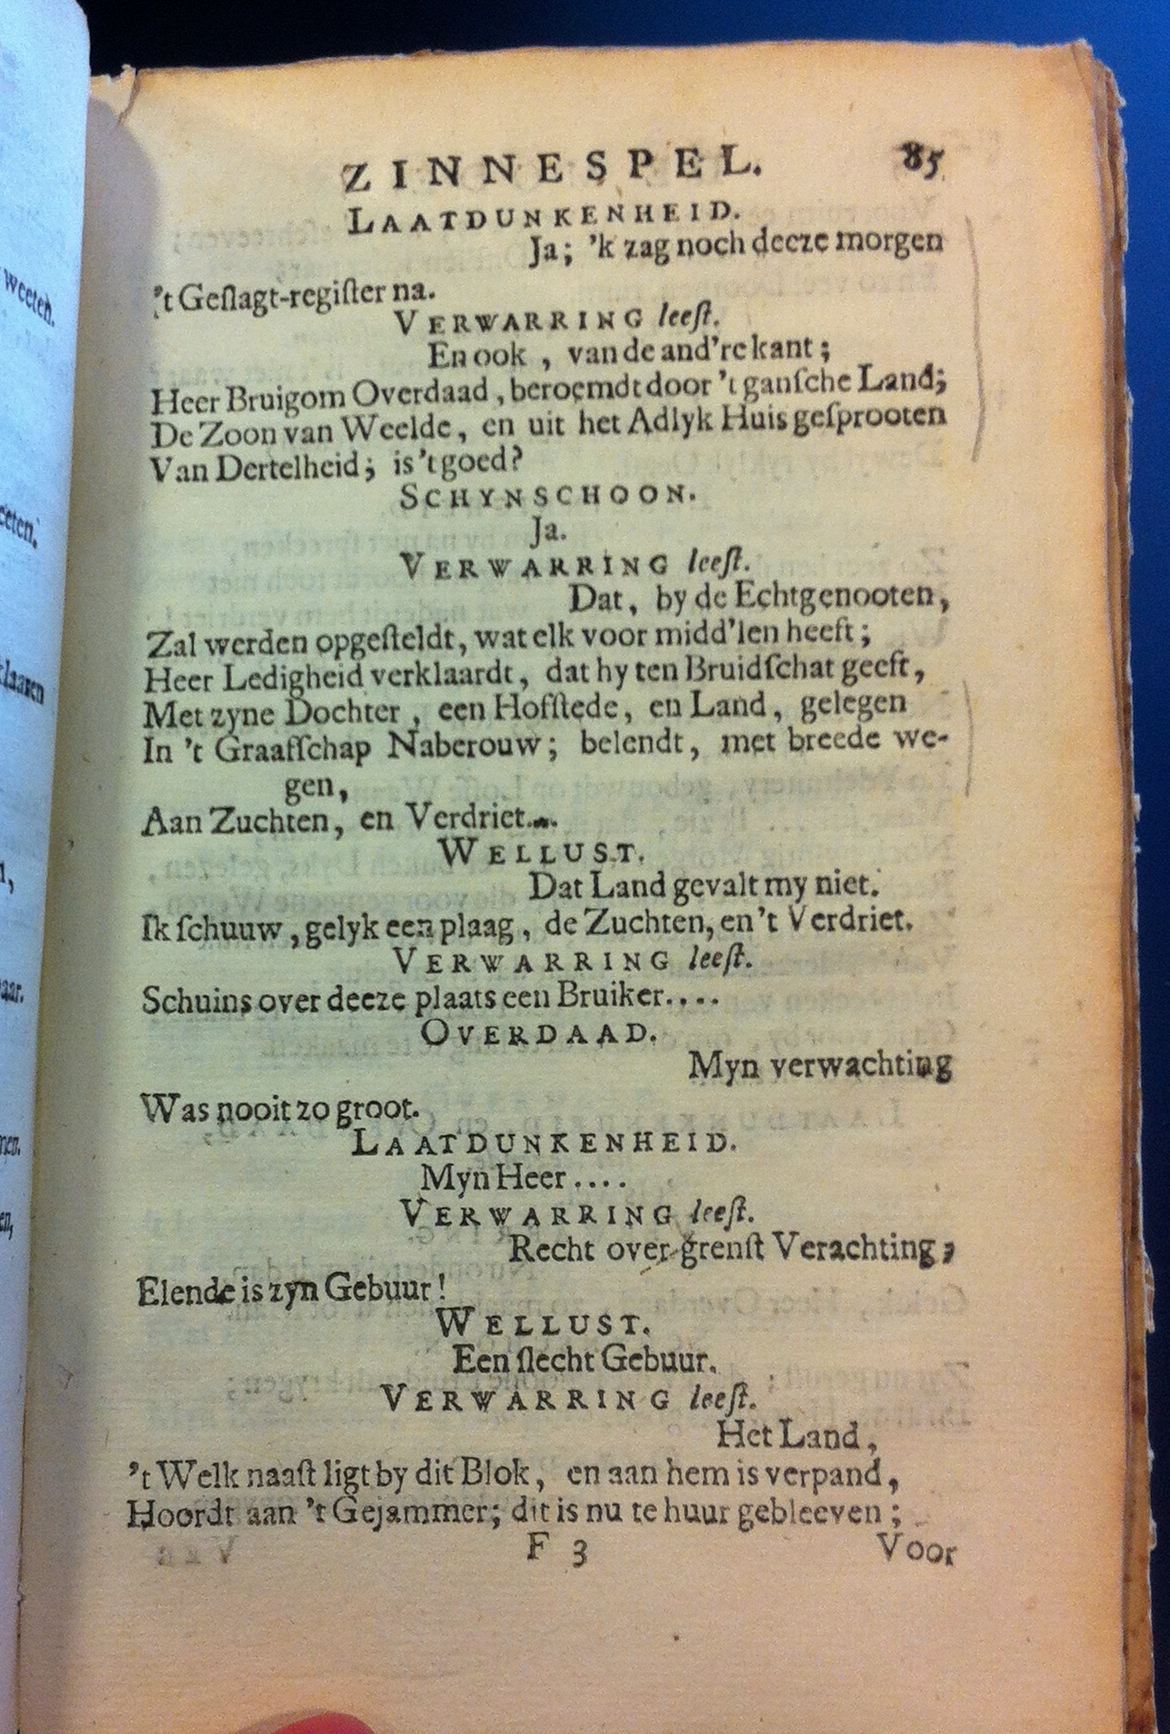 ZINNESPEL. 85
LAATDUNKENHEID.
Ja; 'k zag noch deeze morgen
't Geſlagt-regiſter na.
VERWARRING leeſt.
En ook, van de and're kant;
Heer Bruigom Overdaad, beroemdt door 't ganſche Land;
De Zoon van Weelde, en uit het Adlyk Huis geſprooten
Van Dertelheid; is 't goed?
SCHYNSCHOON.
Ja.
VERWARRING leeſt.
Dat, by de Echtgenooten,
Zal werden opgeſteldt, wat elk voor midd'len heeft;
Heer Ledigheid verklaardt, dat hy ten Bruidſchat geeft,
Met zyne Dochter, een Hofſtede, en Land, gelegen
In 't Graafſchap Naberouw; belendt, met breede we-
gen,
Aan Zuchten, en Verdriet...
WELLUST.
Dat Land gevalt my niet.
Ik ſchuuw, gelyk een plaag, de Zuchten, en 't Verdriet.
VERWARRING leeſt.
Schuins over deeze plaats een Bruiker....
OVERDAAD.
Myn verwachting
Was nooit zo groot.
LAATDUNKENHEID.
Myn Heer....
VERWARRING leeſt.
Recht over grenſt Verachting;
Elende is zyn Gebuur!
WELLUST.
Een ſlecht Gebuur.
VERWARRING leeſt.
Het Land,
't Welk naaſt ligt by dit Blok, en aan hem is verpand,
Hoordt aan 't Gejammer; dit is nu te huur gebleeven;
F 3 Voor
weeten.